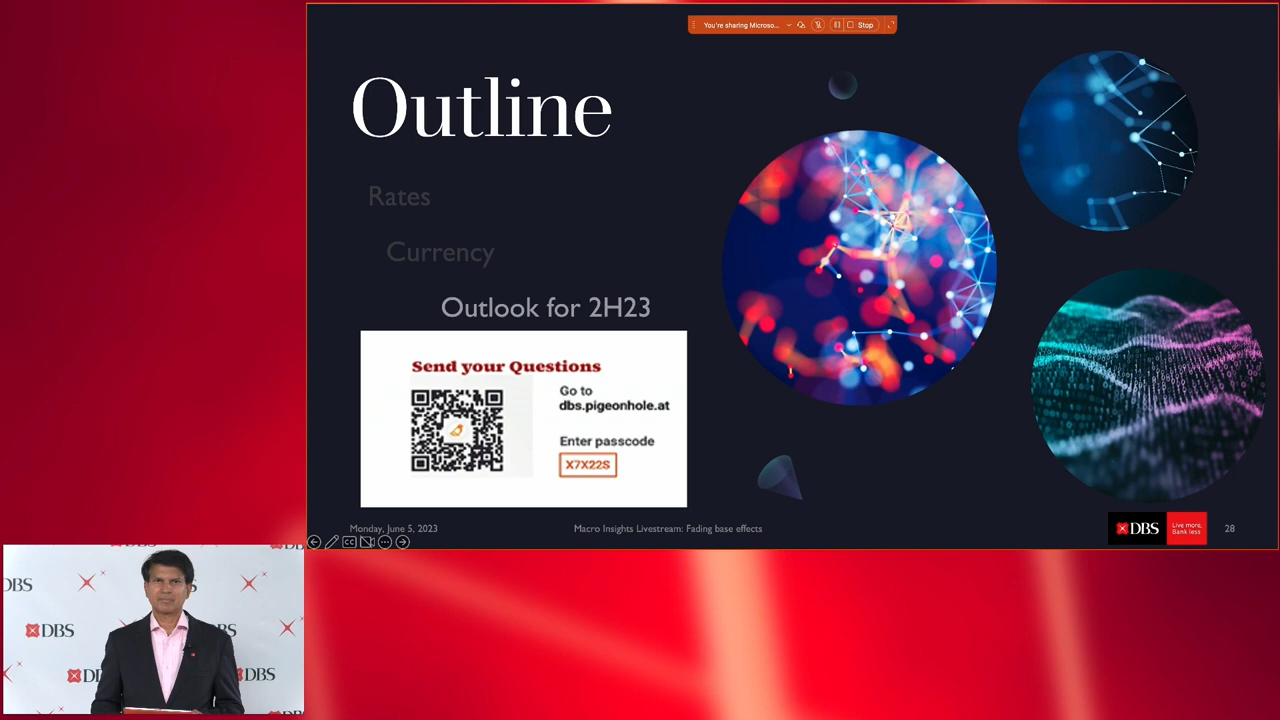 You're sharing Microso...
Stop
Outline
Rates
Currency
Outlook for 2H23
Send your Questions
Go to
dbs.pigeonhole.at
Enter passcode
X7X22S
Monday, June 5, 2023
Macro Insights Livestream: Fading base effects
DBS
Live more,
Bank less
28
CC
DBS
DBS
DBS
DBS